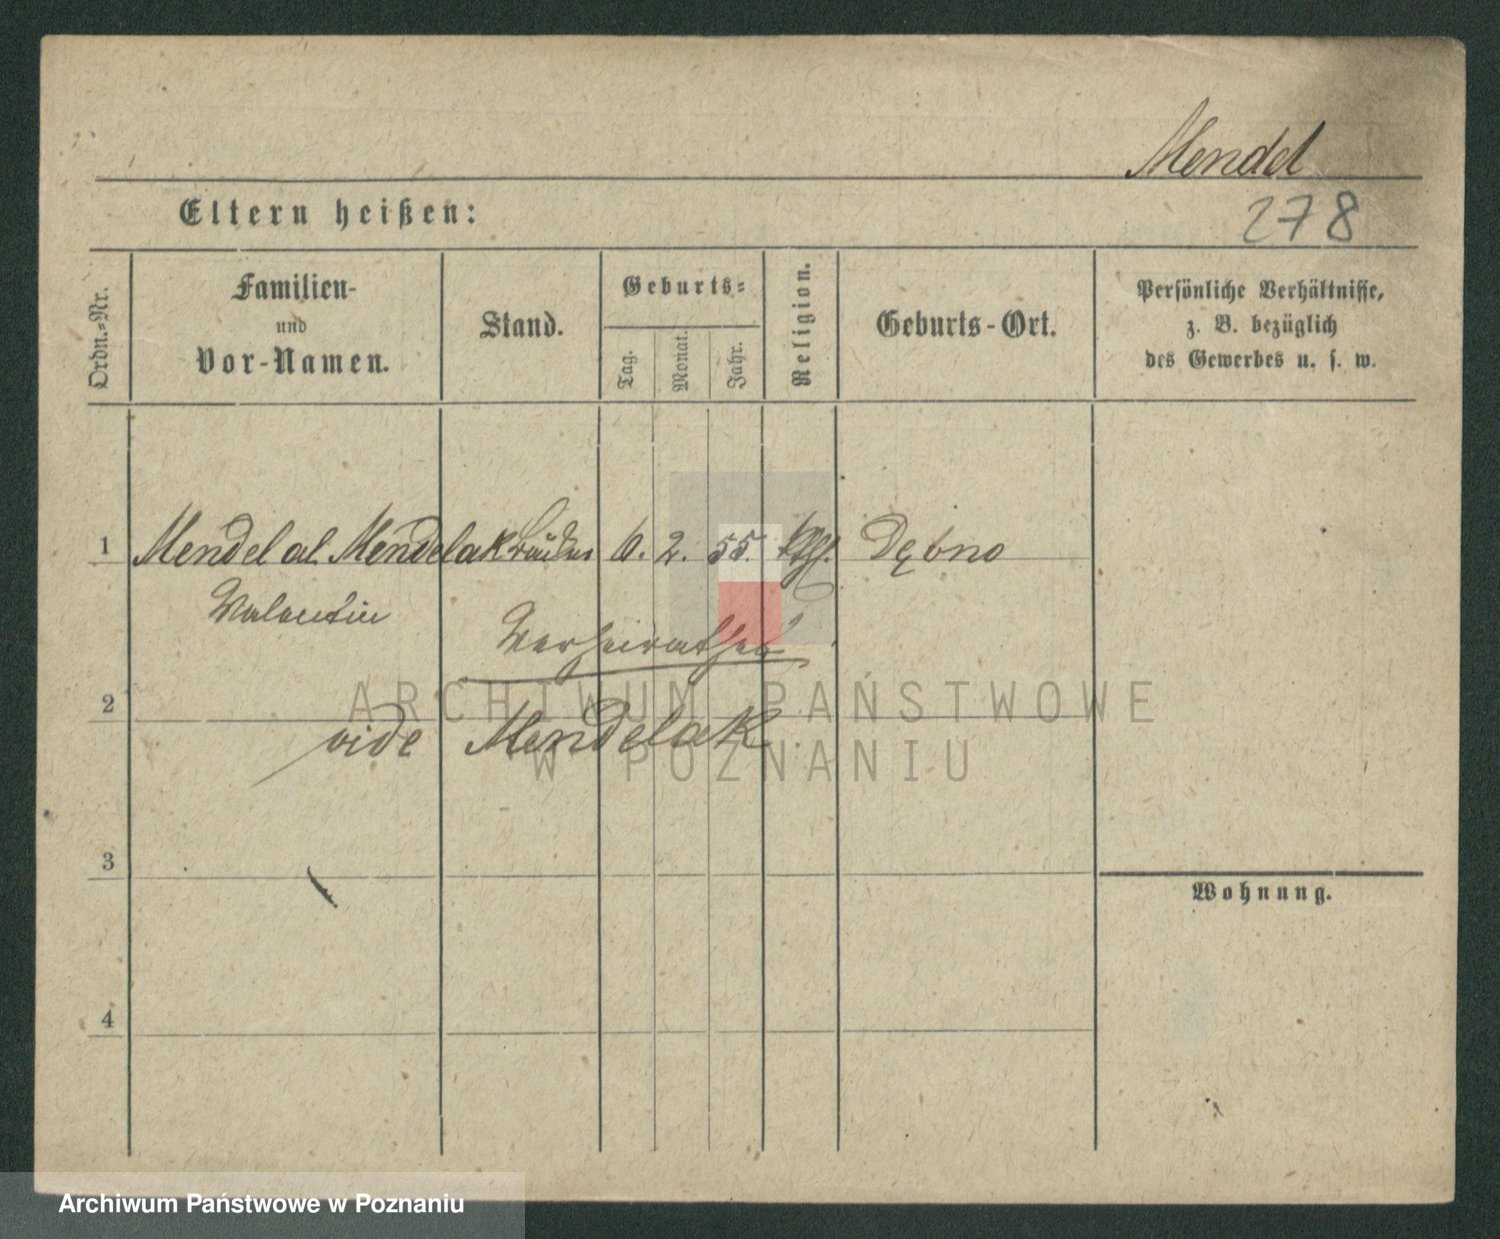 Mendel
278
Eltern heißen:
Ordn.-Nr.
Familien-
und
Vor-Namen.
Stand.
Geburts-
Tag.
Monat.
Jahr.
Religion.
Geburts-Ort.
Persönliche Verhältnisse,
z. B. bezüglich
des Gewerbes u. s. w.
1 Mendel al. Mendelak 6. 2. 55. Dębno
Valentin
Verheirathet
2
vide Mendelak
3
Wohnung.
4
ARCHIWUM PAŃSTWOWE
W POZNANIU
Archiwum Państwowe w Poznaniu